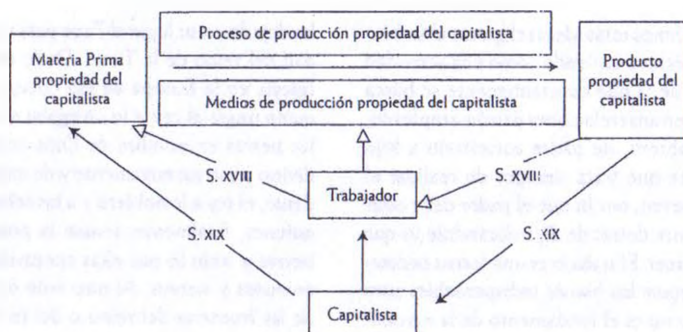 Proceso de producción propiedad del capitalista
Materia Prima
propiedad del
capitalista
Producto
propiedad del
capitalista
Medios de producción propiedad del capitalista
S. XVIII
S. XVIII
Trabajador
S. XIX
S. XIX
Capitalista